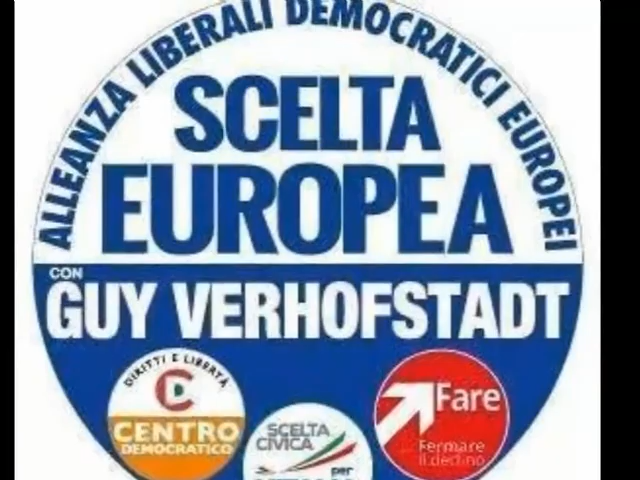 ALLEANZA LIBERALI DEMOCRATICI EUROPEI
SCELTA
EUROPEA
CON
GUY VERHOFSTADT
DIRITTI E LIBERTÀ
CD
CENTRO
DEMOCRATICO
SCELTA
CIVICA
per
Fare
Fermare
il declino